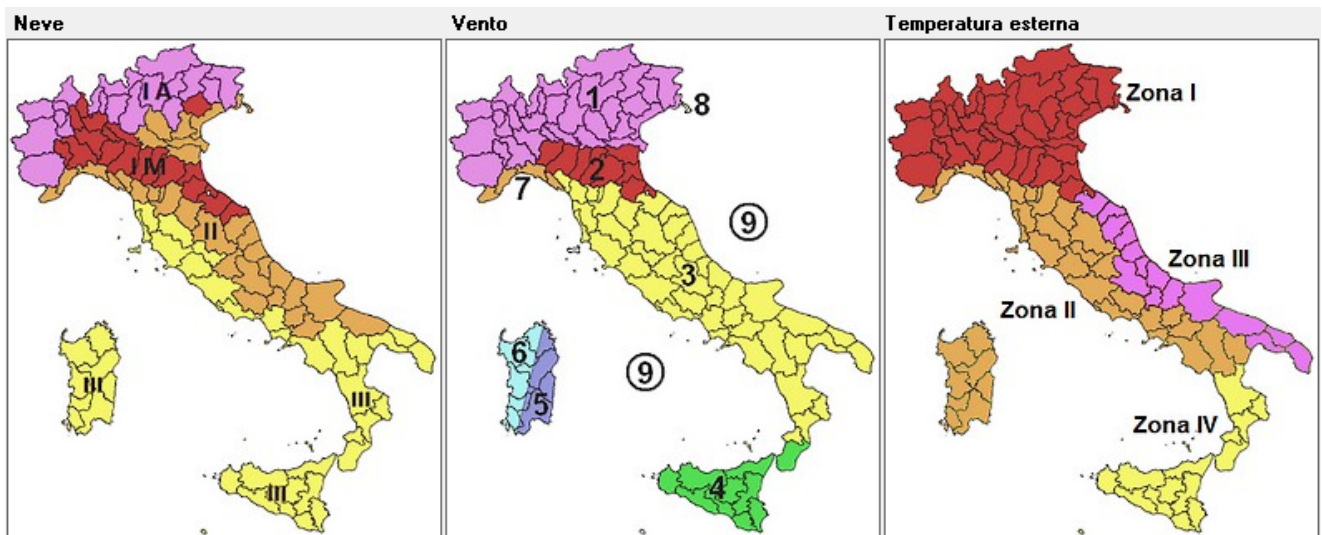 Neve
I A
I M
II
III
III
III
Vento
1
8
2
7
9
3
6
9
5
4
Temperatura esterna
Zona I
Zona III
Zona II
Zona IV